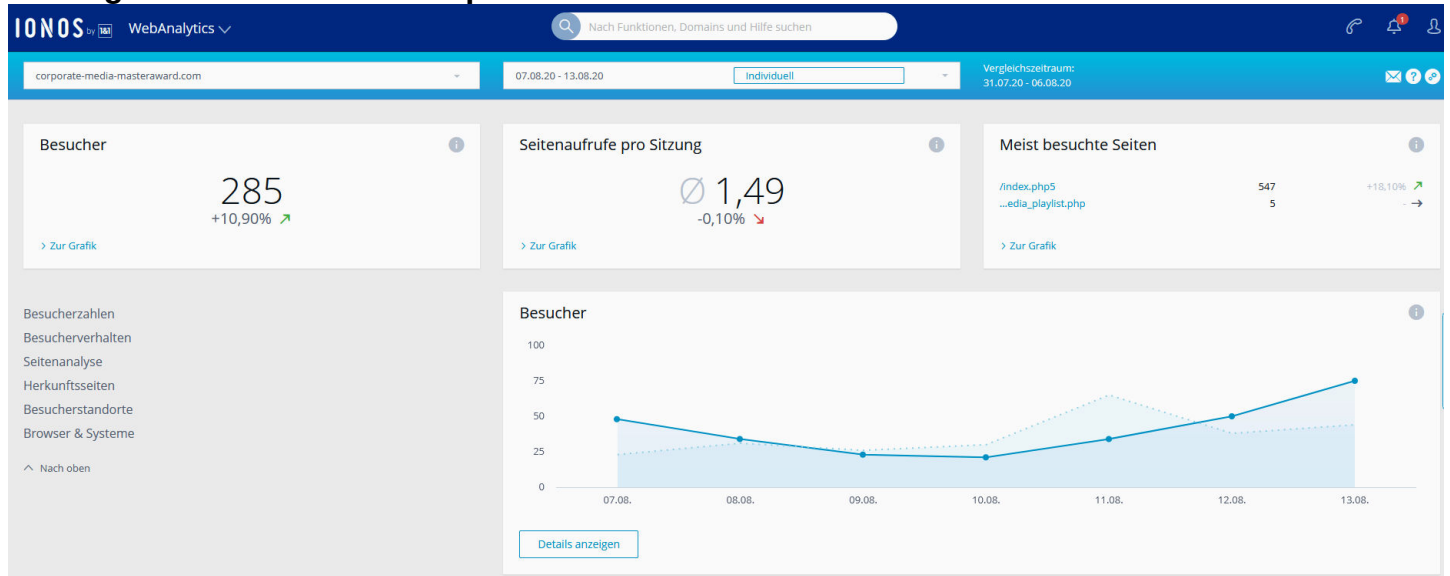 IONOS by 1&1 WebAnalytics
Nach Funktionen, Domains und Hilfe suchen
1
corporate-media-masteraward.com
07.08.20 - 13.08.20 Individuell
Vergleichszeitraum:
31.07.20 - 06.08.20
Besucher
285
+10,90%
> Zur Grafik
Seitenaufrufe pro Sitzung
Ø 1,49
-0,10%
> Zur Grafik
Meist besuchte Seiten
/index.php5 547 +18,10%
...edia_playlist.php 5 -
> Zur Grafik
Besucherzahlen
Besucherverhalten
Seitenanalyse
Herkunftsseiten
Besucherstandorte
Browser & Systeme
Nach oben
Besucher
100
75
50
25
0
07.08. 08.08. 09.08. 10.08. 11.08. 12.08. 13.08.
Details anzeigen